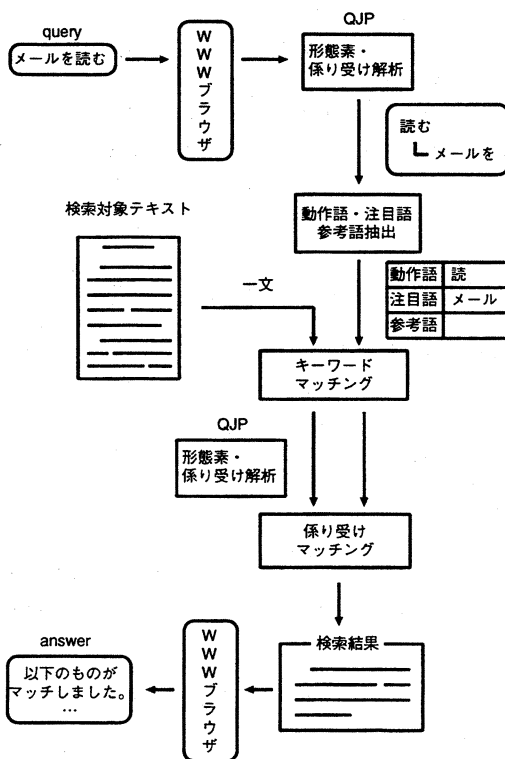 query
メールを読む
WWWブラウザ
QJP
形態素・
係り受け解析
読む
メールを
検索対象テキスト
動作語・注目語
参考語抽出
動作語 読
注目語 メール
参考語
一文
キーワード
マッチング
QJP
形態素・
係り受け解析
係り受け
マッチング
検索結果
WWWブラウザ
answer
以下のものが
マッチしました。
…